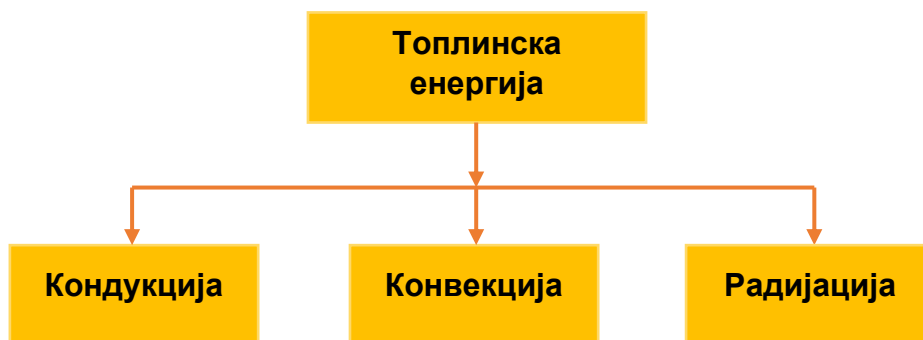 Топлинска
енергија
Кондукција
Конвекција
Радијација